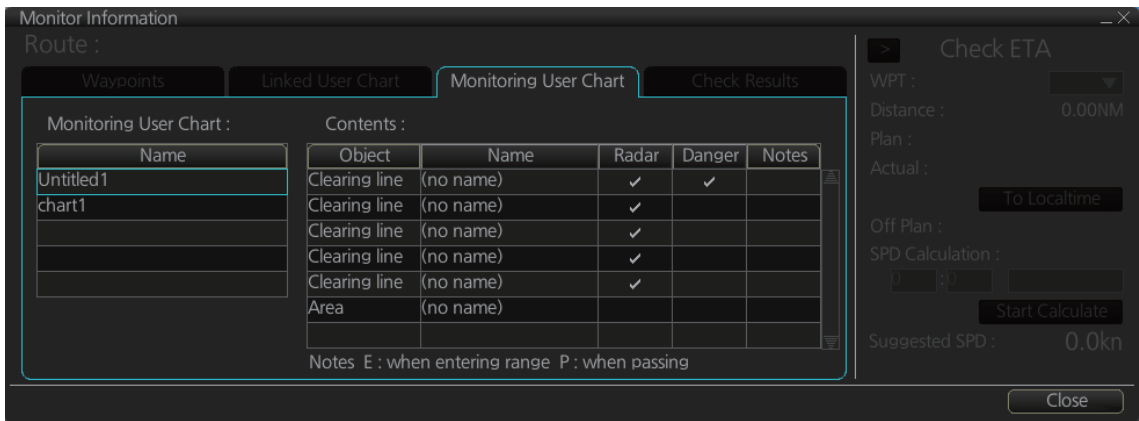 Monitor Information
Route :
Waypoints Linked User Chart Monitoring User Chart Check Results
Monitoring User Chart : Contents :
Name
Untitled1
chart1
Object Name Radar Danger Notes
Clearing line (no name) ✓ ✓
Clearing line (no name) ✓
Clearing line (no name) ✓
Clearing line (no name) ✓
Clearing line (no name) ✓
Area (no name)
Notes E : when entering range P : when passing
> Check ETA
WPT :
Distance : 0.00NM
Plan :
Actual :
To Localtime
Off Plan :
SPD Calculation :
0 : 0
Start Calculate
Suggested SPD : 0.0kn
Close